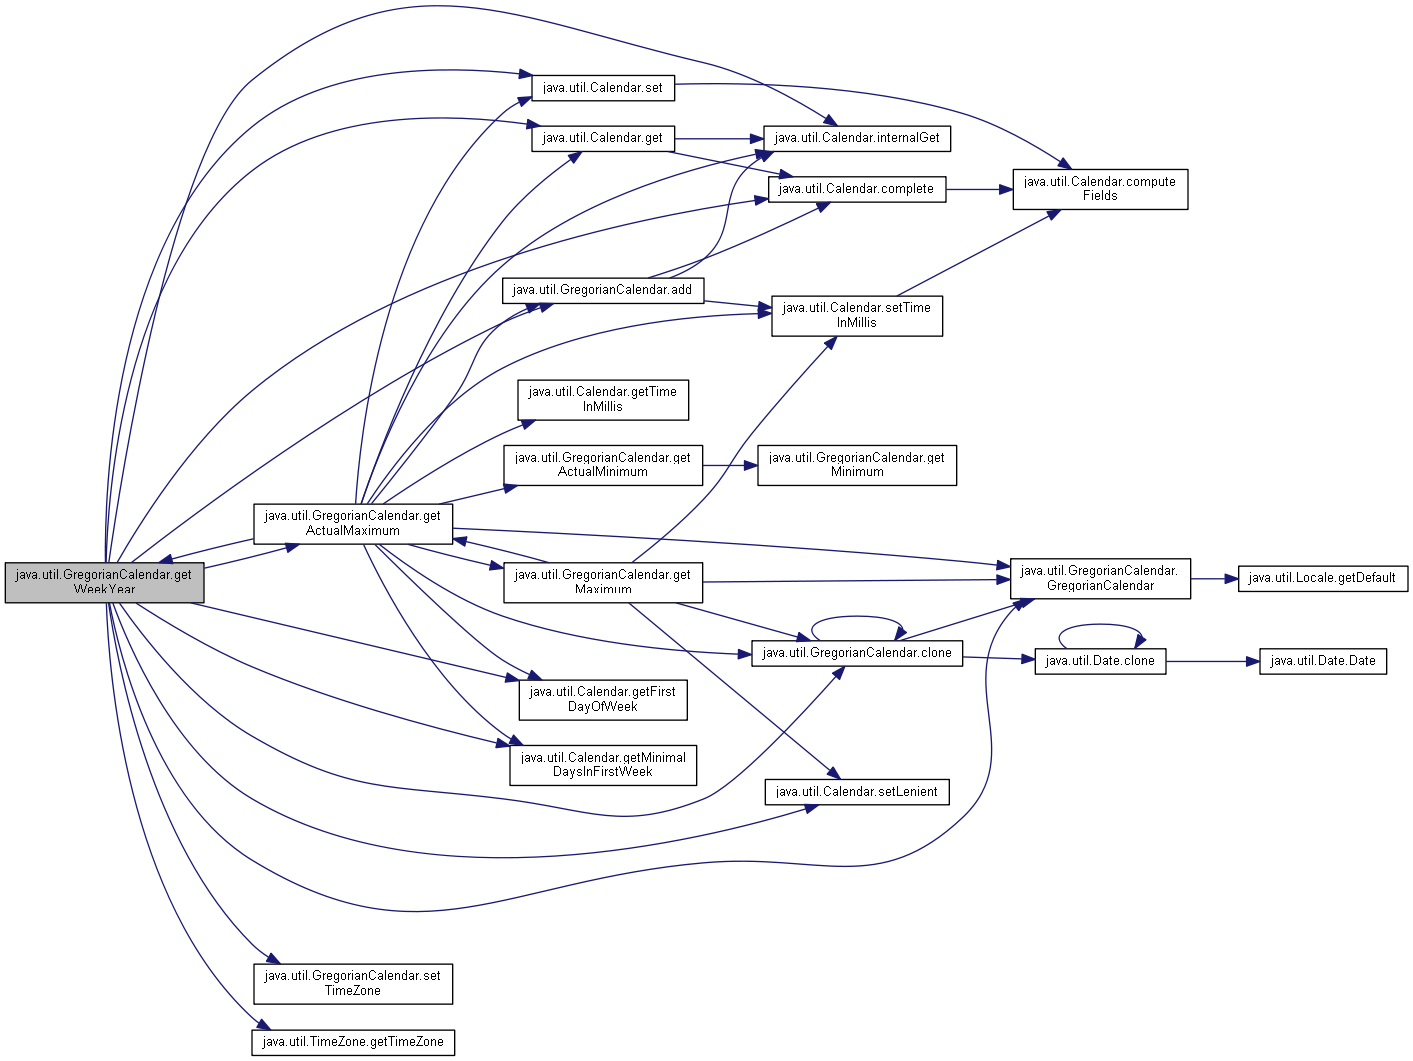 java.util.Calendar.set
java.util.Calendar.get
java.util.Calendar.internalGet
java.util.Calendar.complete
java.util.Calendar.compute
Fields
java.util.GregorianCalendar.add
java.util.Calendar.setTime
InMillis
java.util.Calendar.getTime
InMillis
java.util.GregorianCalendar.get
ActualMinimum
java.util.GregorianCalendar.get
Minimum
java.util.GregorianCalendar.get
ActualMaximum
java.util.GregorianCalendar.get
WeekYear
java.util.GregorianCalendar.get
Maximum
java.util.GregorianCalendar.
GregorianCalendar
java.util.Locale.getDefault
java.util.GregorianCalendar.clone
java.util.Date.clone
java.util.Date.Date
java.util.Calendar.getFirst
DayOfWeek
java.util.Calendar.getMinimal
DaysInFirstWeek
java.util.Calendar.setLenient
java.util.GregorianCalendar.set
TimeZone
java.util.TimeZone.getTimeZone